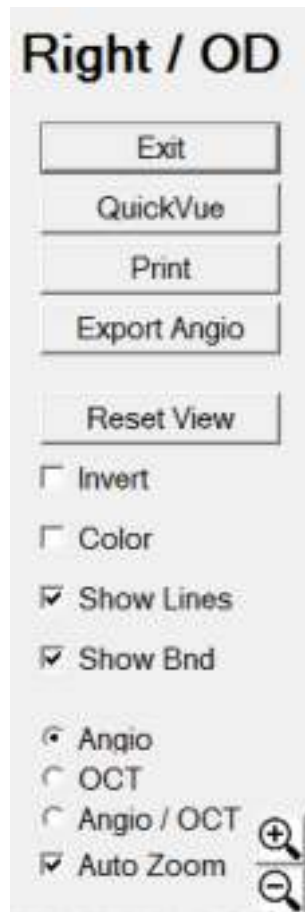 Right / OD
Exit
QuickVue
Print
Export Angio
Reset View
Invert
Color
Show Lines
Show Bnd
Angio
OCT
Angio / OCT
Auto Zoom